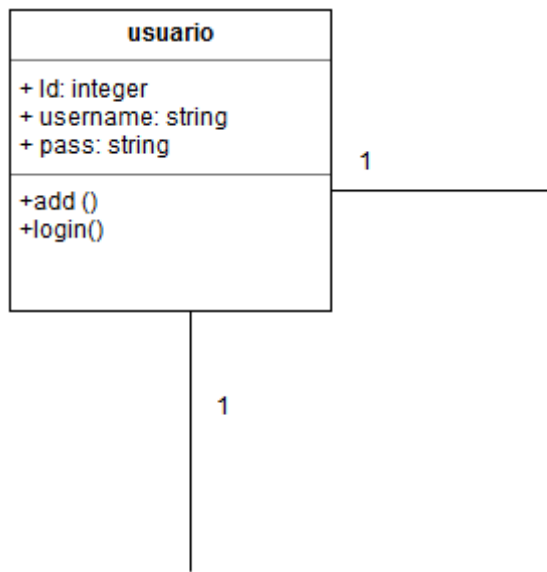 usuario
+ Id: integer
+ username: string
+ pass: string
1
+add ()
+login()
1